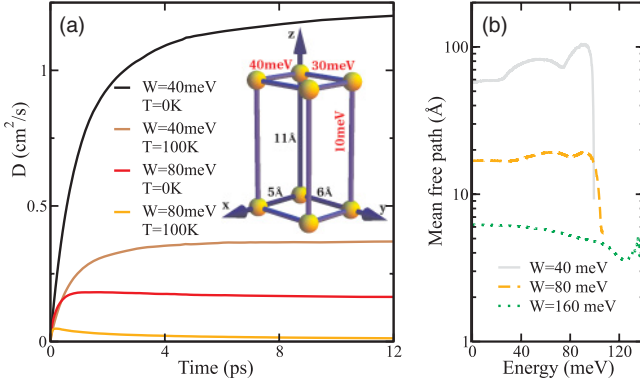 (a)
D (cm²/s)
1
0.5
0
0
4
8
12
Time (ps)
W=40meV
T=0K
W=40meV
T=100K
W=80meV
T=0K
W=80meV
T=100K
z
40meV
30meV
11Å
10meV
5Å
6Å
x
y
(b)
Mean free path (Å)
100
10
1
0
40
80
120
Energy (meV)
W=40 meV
W=80 meV
W=160 meV